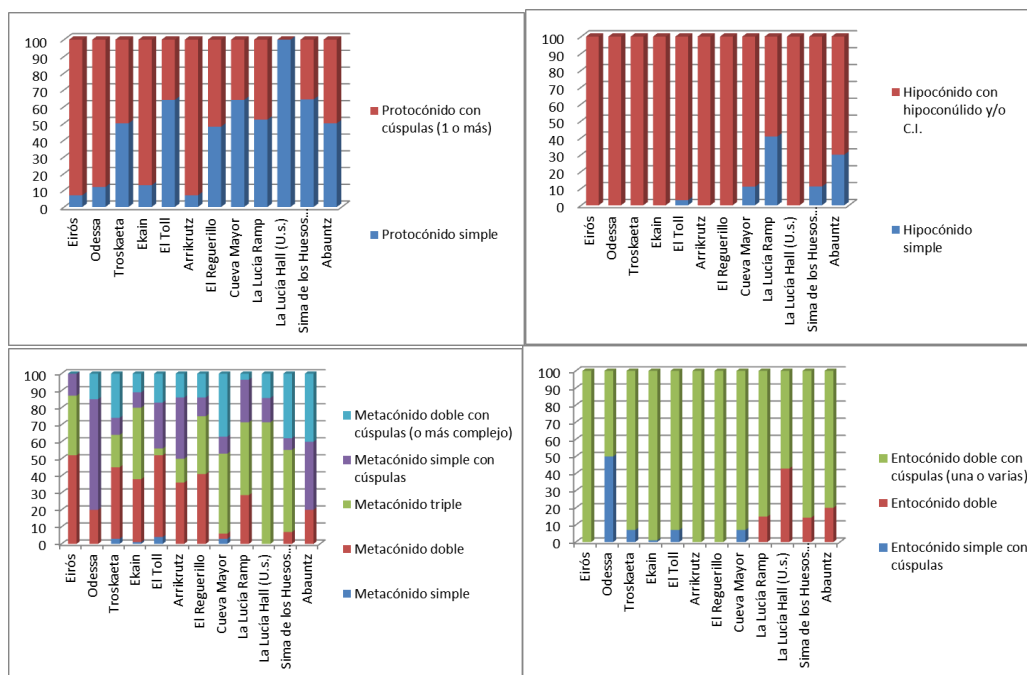 100
90
80
70
60
50
40
30
20
10
0
Eirós
Odessa
Troskaeta
Ekain
El Toll
Arrikrutz
El Reguerillo
Cueva Mayor
La Lucía Ramp
La Lucía Hall (U.s.)
Sima de los Huesos...
Abauntz
Protocónido con
cúspulas (1 o más)
Protocónido simple
100
90
80
70
60
50
40
30
20
10
0
Eirós
Odessa
Troskaeta
Ekain
El Toll
Arrikrutz
El Reguerillo
Cueva Mayor
La Lucía Ramp
La Lucía Hall (U.s.)
Sima de los Huesos...
Abauntz
Hipocónido con
hipoconúlido y/o
C.I.
Hipocónido
simple
100
90
80
70
60
50
40
30
20
10
0
Eirós
Odessa
Troskaeta
Ekain
El Toll
Arrikrutz
El Reguerillo
Cueva Mayor
La Lucía Ramp
La Lucía Hall (U.s.)
Sima de los Huesos...
Abauntz
Metacónido doble con
cúspulas (o más complejo)
Metacónido simple con
cúspulas
Metacónido triple
Metacónido doble
Metacónido simple
100
90
80
70
60
50
40
30
20
10
0
Eirós
Odessa
Troskaeta
Ekain
El Toll
Arrikrutz
El Reguerillo
Cueva Mayor
La Lucía Ramp
La Lucía Hall (U.s.)
Sima de los Huesos...
Abauntz
Entocónido doble con
cúspulas (una o varias)
Entocónido doble
Entocónido simple con
cúspulas